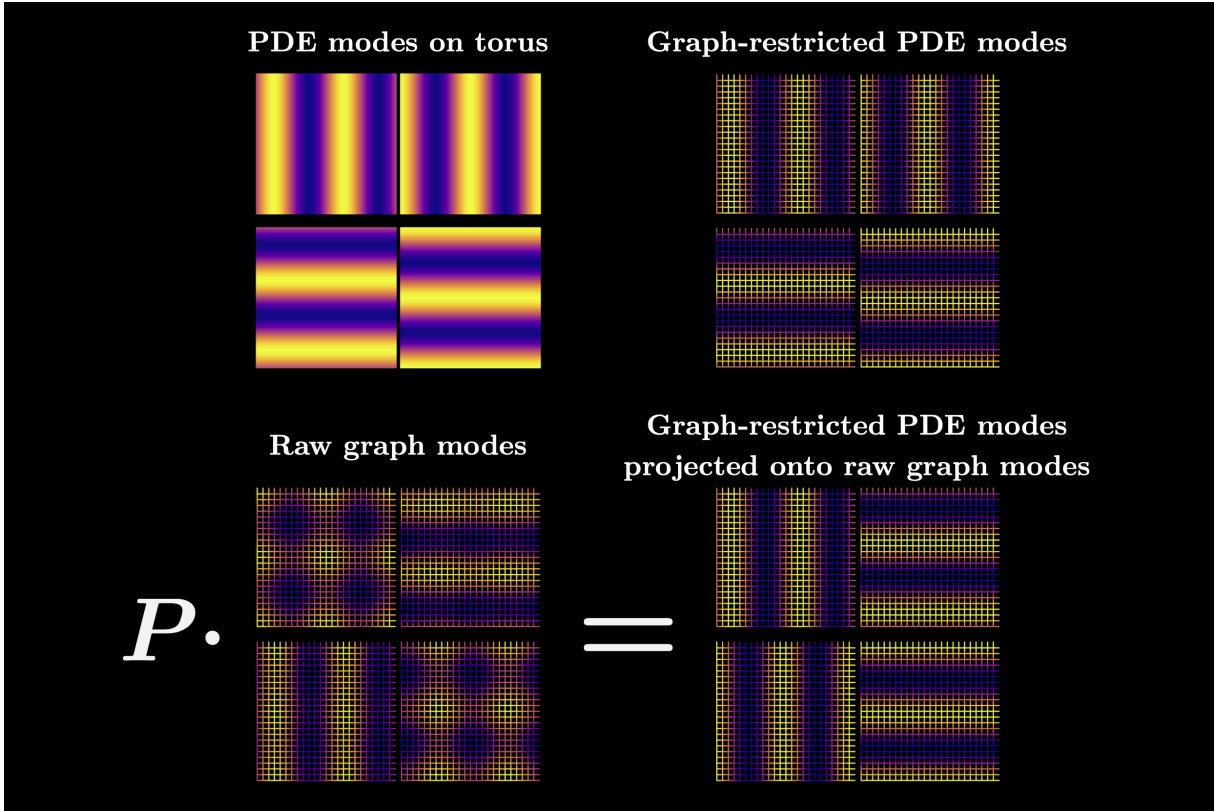 PDE modes on torus
Graph-restricted PDE modes
Raw graph modes
Graph-restricted PDE modes
projected onto raw graph modes
P· =